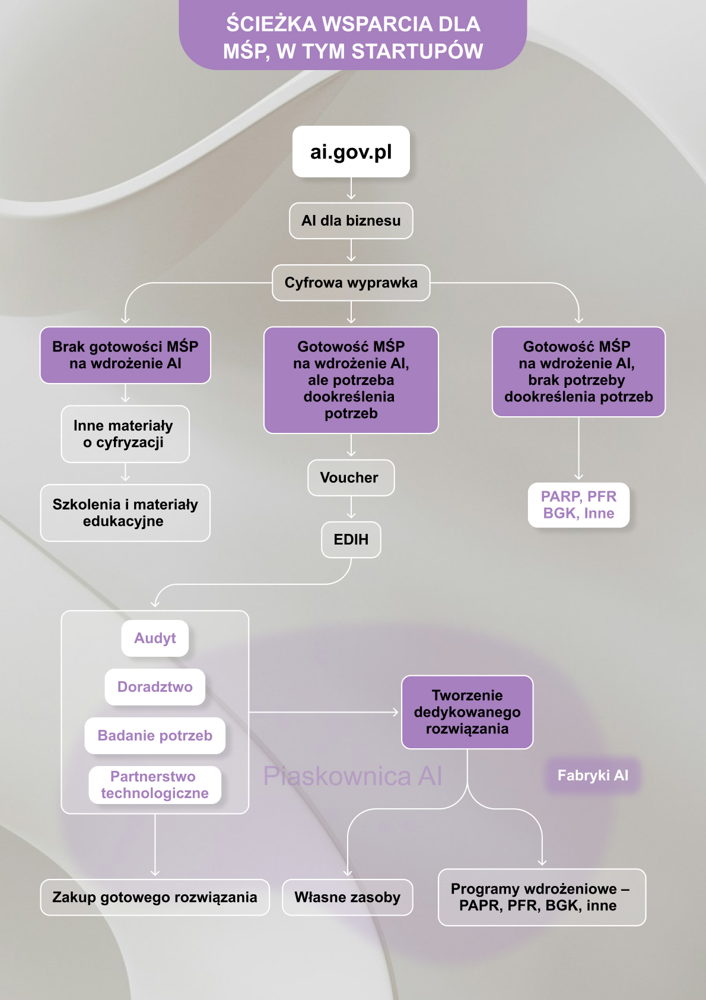 ŚCIEŻKA WSPARCIA DLA
MŚP, W TYM STARTUPÓW
ai.gov.pl
AI dla biznesu
Cyfrowa wyprawka
Brak gotowości MŚP
na wdrożenie AI
Inne materiały
o cyfryzacji
Szkolenia i materiały
edukacyjne
Gotowość MŚP
na wdrożenie AI,
ale potrzeba
dookreślenia
potrzeb
Voucher
EDIH
Gotowość MŚP
na wdrożenie AI,
brak potrzeby
dookreślenia potrzeb
PARP, PFR
BGK, Inne
Audyt
Doradztwo
Badanie potrzeb
Partnerstwo
technologiczne
Tworzenie
dedykowanego
rozwiązania
Piaskownica AI
Fabryki AI
Zakup gotowego rozwiązania
Własne zasoby
Programy wdrożeniowe –
PAPR, PFR, BGK, inne